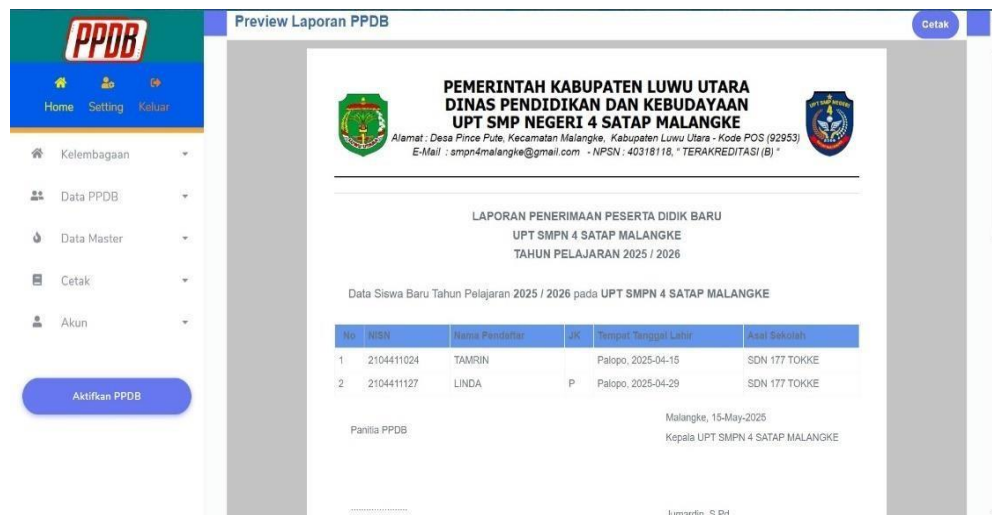 PPDB
Home Setting Keluar
Kelembagaan
Data PPDB
Data Master
Cetak
Akun
Aktifkan PPDB
Preview Laporan PPDB
Cetak
PEMERINTAH KABUPATEN LUWU UTARA
DINAS PENDIDIKAN DAN KEBUDAYAAN
UPT SMP NEGERI 4 SATAP MALANGKE
Alamat : Desa Pince Pute, Kecamatan Malangke, Kabupaten Luwu Utara - Kode POS (92953)
E-Mail : smpn4malangke@gmail.com - NPSN : 40318118, " TERAKREDITASI (B) "
LAPORAN PENERIMAAN PESERTA DIDIK BARU
UPT SMPN 4 SATAP MALANGKE
TAHUN PELAJARAN 2025 / 2026
Data Siswa Baru Tahun Pelajaran 2025 / 2026 pada UPT SMPN 4 SATAP MALANGKE
No NISN Nama Pendaftar JK Tempat Tanggal Lahir Asal Sekolah
1 2104411024 TAMRIN Palopo, 2025-04-15 SDN 177 TOKKE
2 2104411127 LINDA P Palopo, 2025-04-29 SDN 177 TOKKE
Malangke, 15-May-2025
Panitia PPDB
Kepala UPT SMPN 4 SATAP MALANGKE
Jumardin, S.Pd